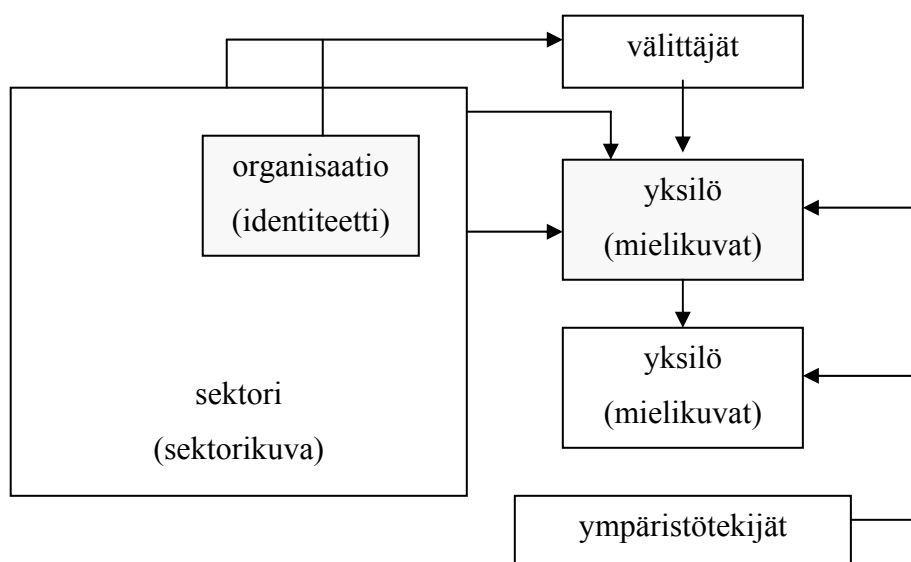 välittäjät
organisaatio
(identiteetti)
yksilö
(mielikuvat)
yksilö
(mielikuvat)
sektori
(sektorikuva)
ympäristötekijät